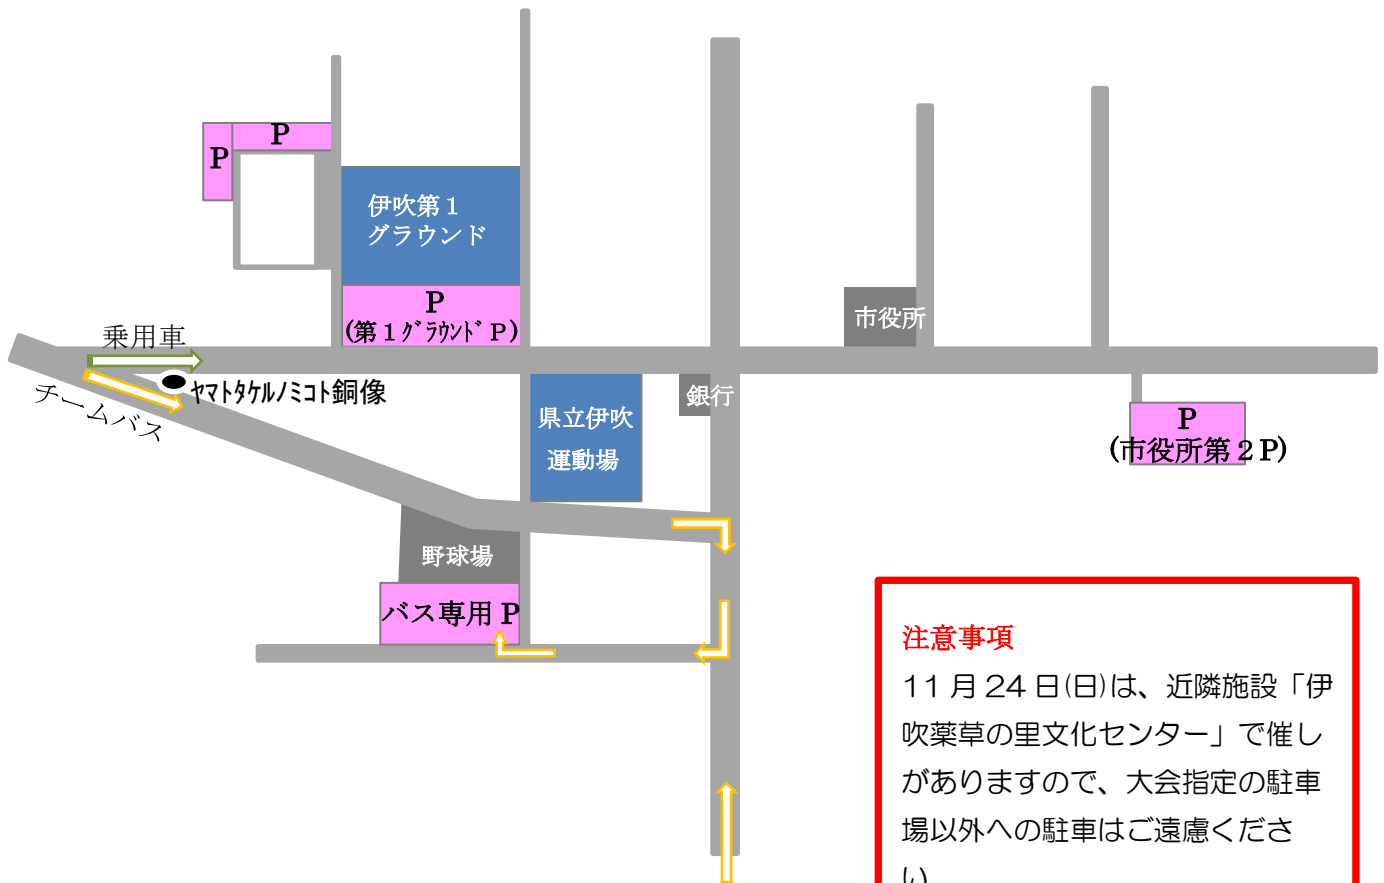 P
P
伊吹第１
グラウンド
P
(第１ｸﾞﾗｳﾝﾄﾞ P)
乗用車
チームバス
ﾔﾏﾄﾀｹﾙﾉﾐｺﾄ銅像
市役所
銀行
県立伊吹
運動場
P
(市役所第２P)
野球場
バス専用 P
注意事項
11 月 24 日(日)は、近隣施設「伊
吹薬草の里文化センター」で催し
がありますので、大会指定の駐車
場以外への駐車はご遠慮くださ
い